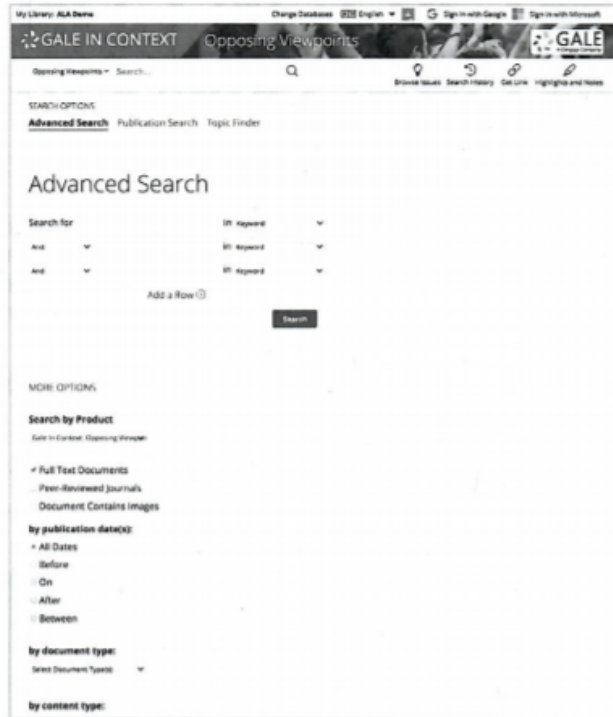 My Library: ALA Demo Change Databases English Sign in with Google Sign in with Microsoft
GALE IN CONTEXT Opposing Viewpoints GALE
Opposing Viewpoints Search...
Browse Issues Search History Get Link Highlights and Notes
SEARCH OPTIONS
Advanced Search Publication Search Topic Finder
Advanced Search
Search for in Keyword
And in Keyword
And in Keyword
Add a Row
Search
MORE OPTIONS
Search by Product
Gale In Context: Opposing Viewpoin
Full Text Documents
Peer-Reviewed Journals
Document Contains Images
by publication date(s):
All Dates
Before
On
After
Between
by document type:
Select Document Type(s)
by content type: